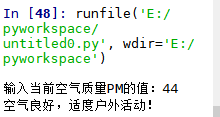 In [48]: runfile('E:/
pyworkspace/
untitled0.py', wdir='E:/
pyworkspace')
输入当前空气质量PM的值: 44
空气良好，适度户外活动!